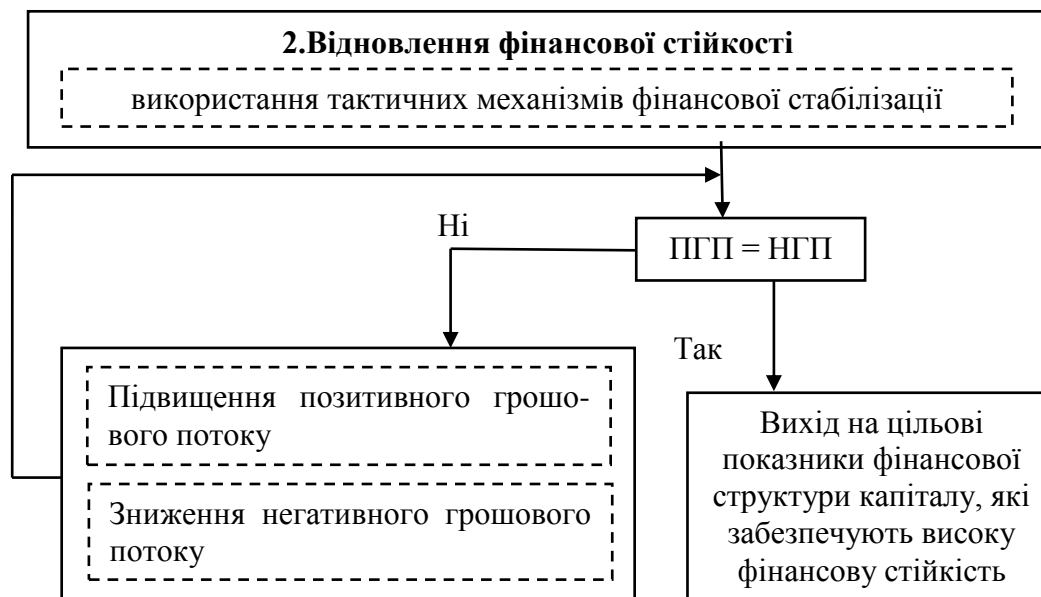 2.Відновлення фінансової стійкості
використання тактичних механізмів фінансової стабілізації
Ні
ПГП = НГП
Так
Підвищення позитивного грошо-
вого потоку
Зниження негативного грошового
потоку
Вихід на цільові
показники фінансової
структури капіталу, які
забезпечують високу
фінансову стійкість